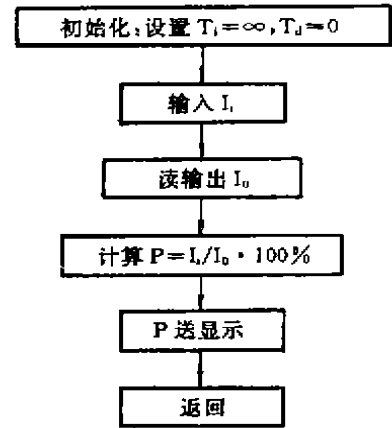 初始化:设置 Tᵢ=∞,T_d=0
输入 Iᵢ
读输出 I₀
计算 P=Iᵢ/I₀·100%
P 送显示
返回